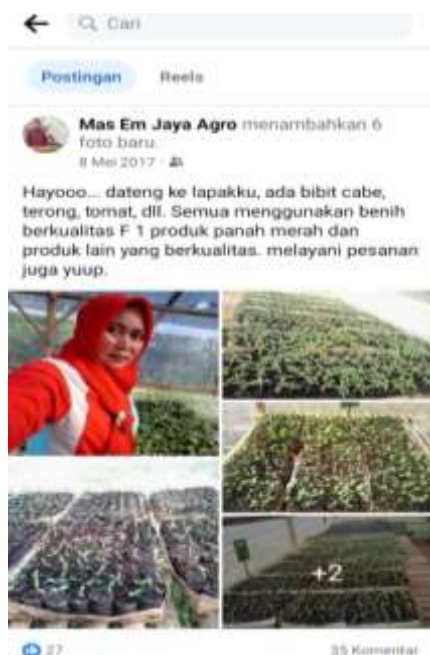 Cari
Postingan Reels
Mas Em Jaya Agro menambahkan 6
foto baru.
8 Mei 2017
Hayooo... dateng ke lapakku, ada bibit cabe,
terong, tomat, dll. Semua menggunakan benih
berkualitas F 1 produk panah merah dan
produk lain yang berkualitas. melayani pesanan
juga yuup.
+2
27 35 Komentar